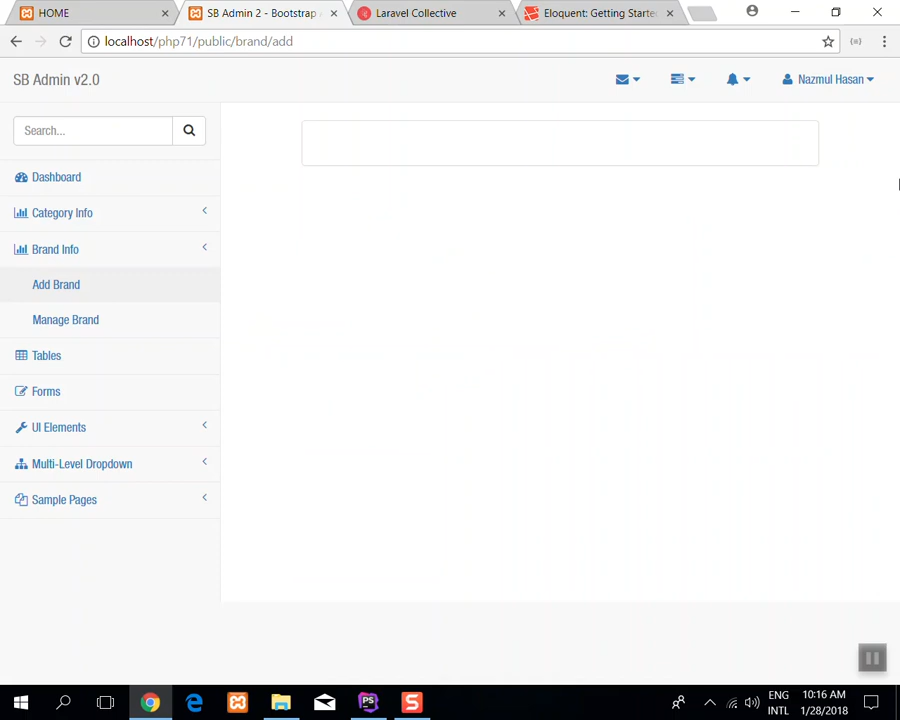 HOME
SB Admin 2 - Bootstrap
Laravel Collective
Eloquent: Getting Starte
localhost/php71/public/brand/add
SB Admin v2.0
Nazmul Hasan
Search...
Dashboard
Category Info
Brand Info
Add Brand
Manage Brand
Tables
Forms
UI Elements
Multi-Level Dropdown
Sample Pages
ENG
10:16 AM
INTL
1/28/2018